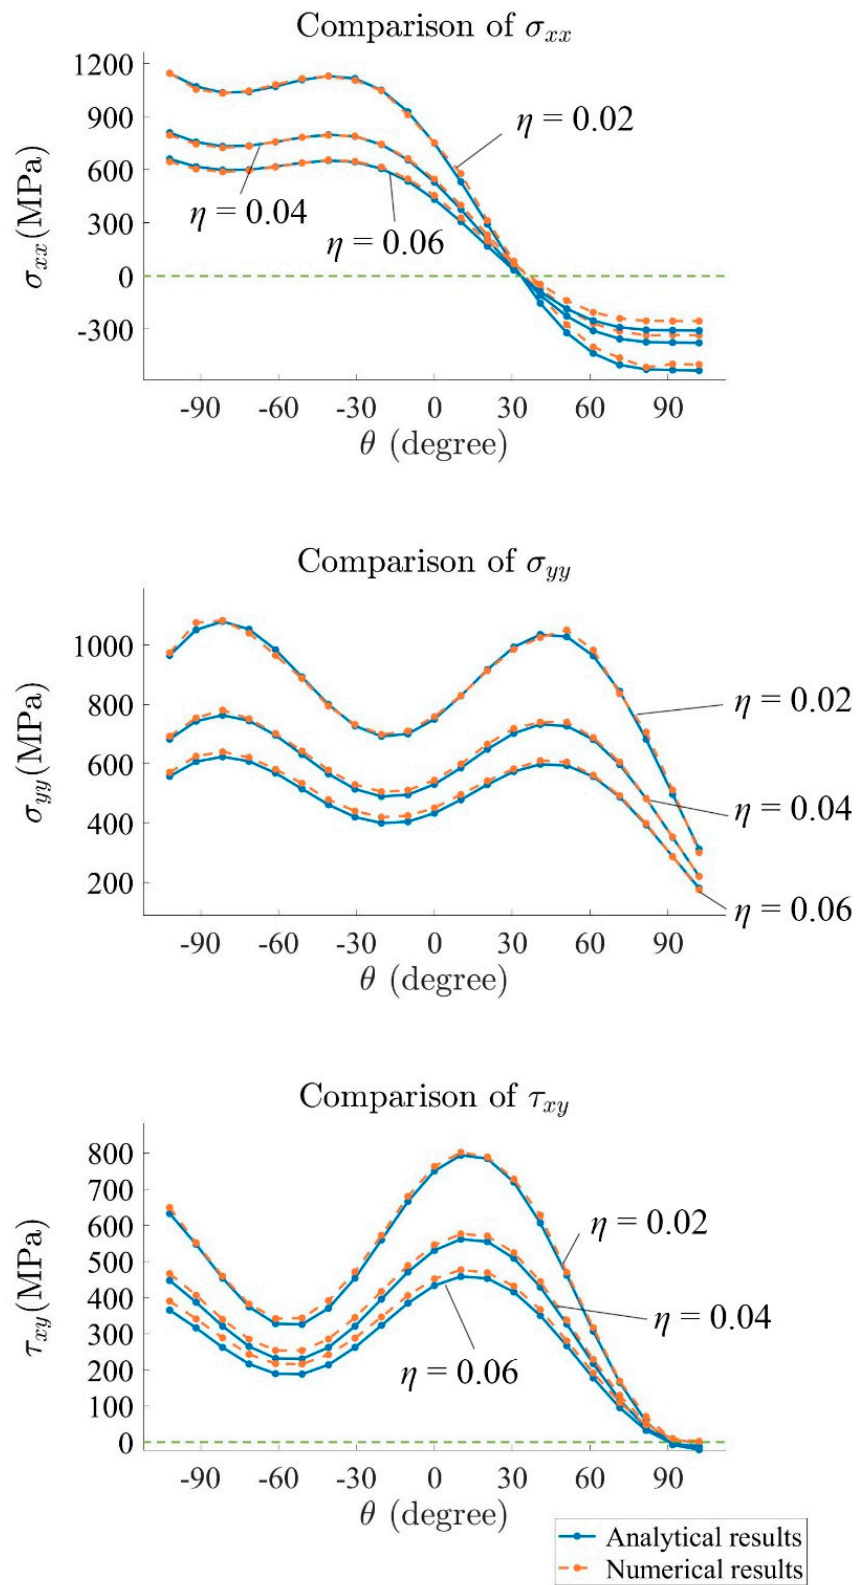 Comparison of σxx
1200
900
600
300
0
-300
σxx(MPa)
η = 0.02
η = 0.04
η = 0.06
-90 -60 -30 0 30 60 90
θ (degree)
Comparison of σyy
1000
800
600
400
200
σyy(MPa)
η = 0.02
η = 0.04
η = 0.06
-90 -60 -30 0 30 60 90
θ (degree)
Comparison of τxy
800
700
600
500
400
300
200
100
0
τxy(MPa)
η = 0.02
η = 0.04
η = 0.06
-90 -60 -30 0 30 60 90
θ (degree)
Analytical results
Numerical results